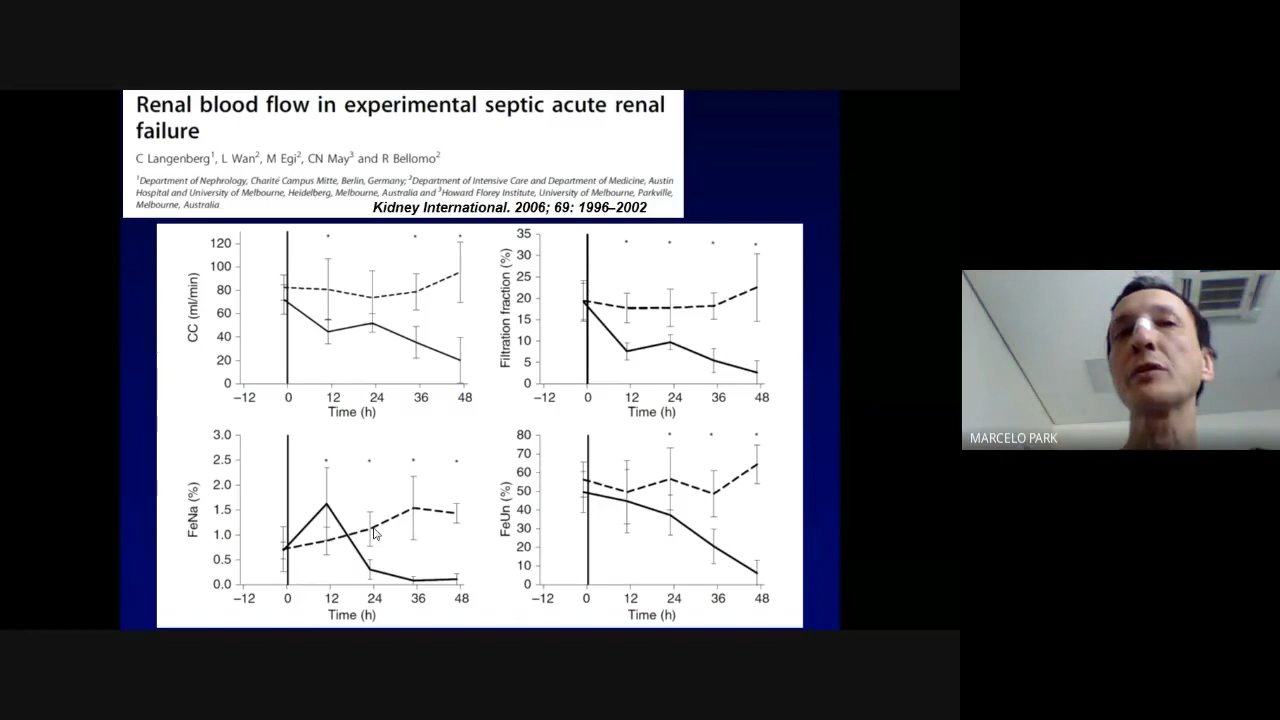 Renal blood flow in experimental septic acute renal
failure
C Langenberg1, L Wan2, M Egi2, CN May3 and R Bellomo2
1Department of Nephrology, Charité Campus Mitte, Berlin, Germany; 2Department of Intensive Care and Department of Medicine, Austin
Hospital and University of Melbourne, Heidelberg, Melbourne, Australia and 3Howard Florey Institute, University of Melbourne, Parkville,
Melbourne, Australia
Kidney International. 2006; 69: 1996–2002
CC (ml/min)
120
100
80
60
40
20
0
−12 0 12 24 36 48
Time (h)
* * *
Filtration fraction (%)
35
30
25
20
15
10
5
0
−12 0 12 24 36 48
Time (h)
* * * *
FeNa (%)
3.0
2.5
2.0
1.5
1.0
0.5
0.0
−12 0 12 24 36 48
Time (h)
* * * *
FeUn (%)
80
70
60
50
40
30
20
10
0
−12 0 12 24 36 48
Time (h)
* * *
MARCELO PARK